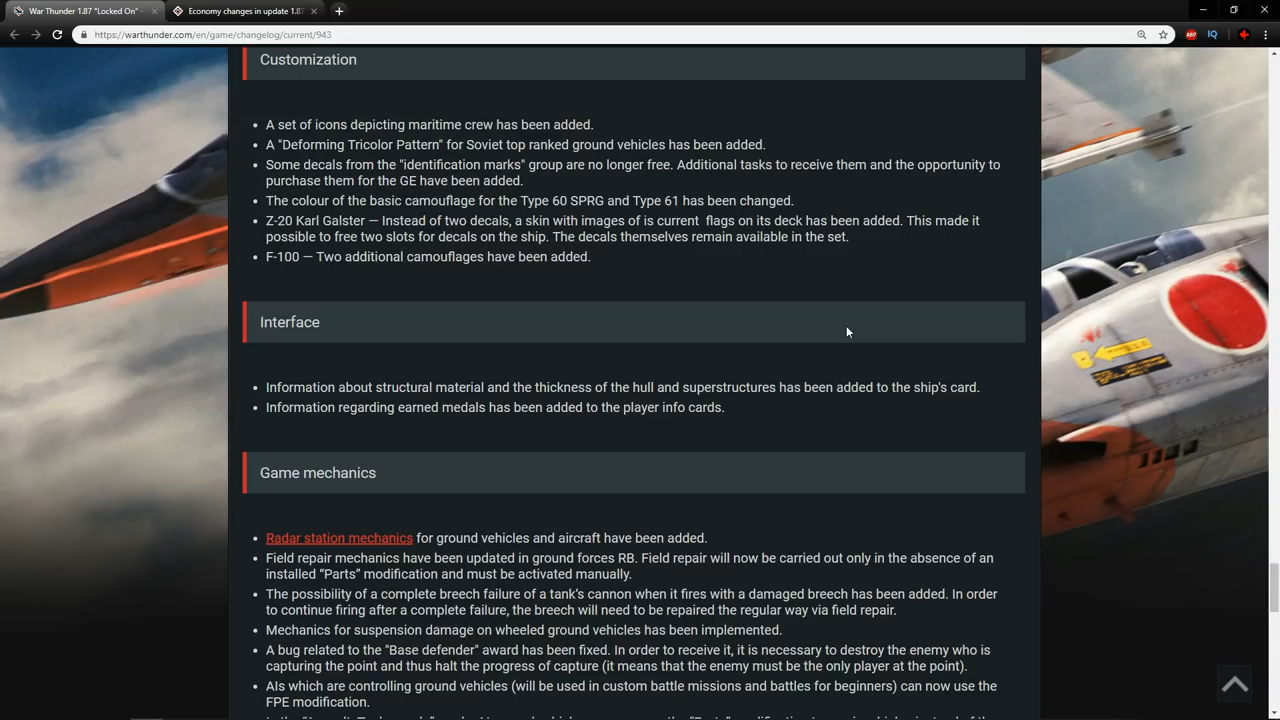 War Thunder 1.87 "Locked On" -
Economy changes in update 1.87
https://warthunder.com/en/game/changelog/current/943
ABP
IQ
Customization
A set of icons depicting maritime crew has been added.
A "Deforming Tricolor Pattern" for Soviet top ranked ground vehicles has been added.
Some decals from the "identification marks" group are no longer free. Additional tasks to receive them and the opportunity to
purchase them for the GE have been added.
The colour of the basic camouflage for the Type 60 SPRG and Type 61 has been changed.
Z-20 Karl Galster — Instead of two decals, a skin with images of is current flags on its deck has been added. This made it
possible to free two slots for decals on the ship. The decals themselves remain available in the set.
F-100 — Two additional camouflages have been added.
Interface
Information about structural material and the thickness of the hull and superstructures has been added to the ship's card.
Information regarding earned medals has been added to the player info cards.
Game mechanics
Radar station mechanics for ground vehicles and aircraft have been added.
Field repair mechanics have been updated in ground forces RB. Field repair will now be carried out only in the absence of an
installed “Parts” modification and must be activated manually.
The possibility of a complete breech failure of a tank’s cannon when it fires with a damaged breech has been added. In order
to continue firing after a complete failure, the breech will need to be repaired the regular way via field repair.
Mechanics for suspension damage on wheeled ground vehicles has been implemented.
A bug related to the "Base defender" award has been fixed. In order to receive it, it is necessary to destroy the enemy who is
capturing the point and thus halt the progress of capture (it means that the enemy must be the only player at the point).
AIs which are controlling ground vehicles (will be used in custom battle missions and battles for beginners) can now use the
FPE modification.